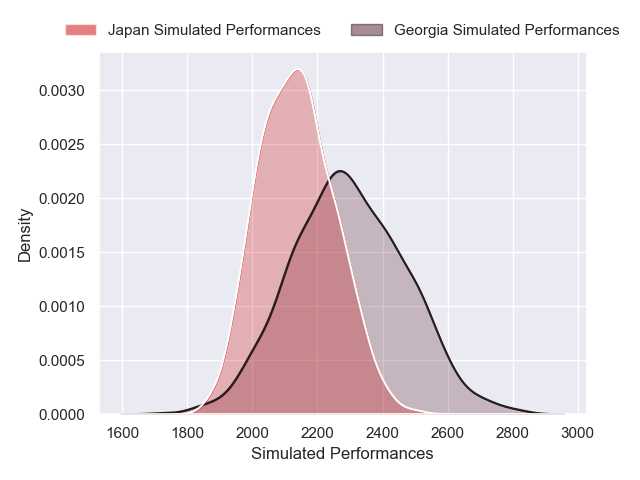 Japan Simulated Performances Georgia Simulated Performances
0.0030
0.0025
0.0020
0.0015
0.0010
0.0005
0.0000
Density
1600 1800 2000 2200 2400 2600 2800 3000
Simulated Performances